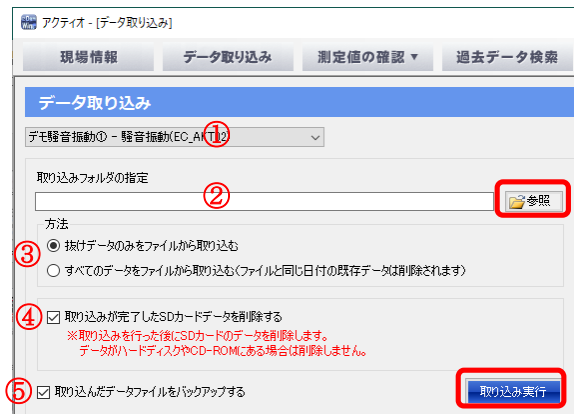 アクティオ - [データ取り込み]
現場情報 データ取り込み 測定値の確認 ▼ 過去データ検索
データ取り込み
デモ騒音振動① - 騒音振動(EC_AKT02) ①
取り込みフォルダの指定
② 参照
方法
③ 抜けデータのみをファイルから取り込む
すべてのデータをファイルから取り込む(ファイルと同じ日付の既存データは削除されます)
④ 取り込みが完了したSDカードデータを削除する
※取り込みを行った後にSDカードのデータを削除します。
データがハードディスクやCD-ROMにある場合は削除しません。
⑤ 取り込んだデータファイルをバックアップする 取り込み実行